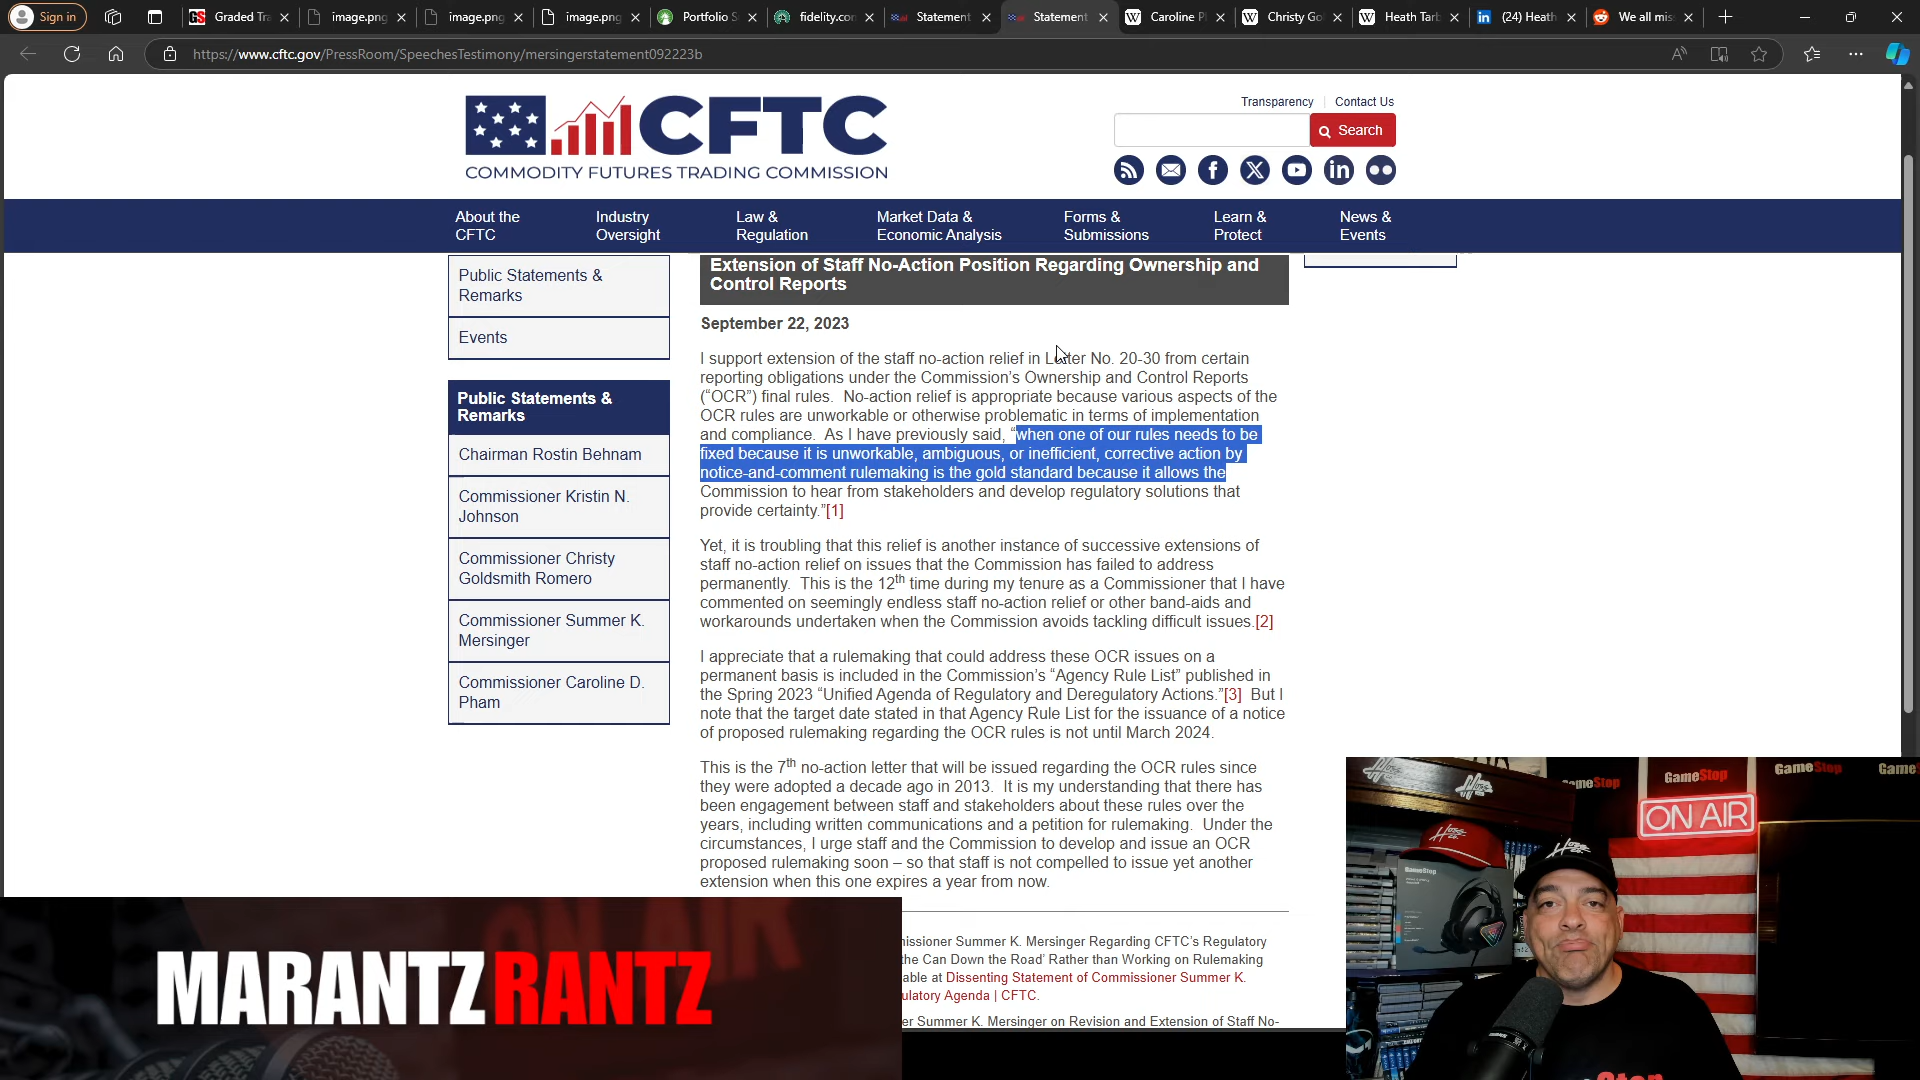 Sign in
Graded Tra
image.png
image.png
image.png
Portfolio S
fidelity.cor
Statement
Statement
Caroline P
Christy Go
Heath Tarb
(24) Heath
We all mis
https://www.cftc.gov/PressRoom/SpeechesTestimony/mersingerstatement092223b
CFTC
COMMODITY FUTURES TRADING COMMISSION
Transparency
Contact Us
Search
About the
CFTC
Industry
Oversight
Law &
Regulation
Market Data &
Economic Analysis
Forms &
Submissions
Learn &
Protect
News &
Events
Public Statements &
Remarks
Events
Public Statements &
Remarks
Chairman Rostin Behnam
Commissioner Kristin N.
Johnson
Commissioner Christy
Goldsmith Romero
Commissioner Summer K.
Mersinger
Commissioner Caroline D.
Pham
Extension of Staff No-Action Position Regarding Ownership and
Control Reports
September 22, 2023
I support extension of the staff no-action relief in Letter No. 20-30 from certain
reporting obligations under the Commission's Ownership and Control Reports
("OCR") final rules. No-action relief is appropriate because various aspects of the
OCR rules are unworkable or otherwise problematic in terms of implementation
and compliance. As I have previously said, "when one of our rules needs to be
fixed because it is unworkable, ambiguous, or inefficient, corrective action by
notice-and-comment rulemaking is the gold standard because it allows the
Commission to hear from stakeholders and develop regulatory solutions that
provide certainty."[1]
Yet, it is troubling that this relief is another instance of successive extensions of
staff no-action relief on issues that the Commission has failed to address
permanently. This is the 12th time during my tenure as a Commissioner that I have
commented on seemingly endless staff no-action relief or other band-aids and
workarounds undertaken when the Commission avoids tackling difficult issues.[2]
I appreciate that a rulemaking that could address these OCR issues on a
permanent basis is included in the Commission's "Agency Rule List" published in
the Spring 2023 "Unified Agenda of Regulatory and Deregulatory Actions."[3] But I
note that the target date stated in that Agency Rule List for the issuance of a notice
of proposed rulemaking regarding the OCR rules is not until March 2024.
This is the 7th no-action letter that will be issued regarding the OCR rules since
they were adopted a decade ago in 2013. It is my understanding that there has
been engagement between staff and stakeholders about these rules over the
years, including written communications and a petition for rulemaking. Under the
circumstances, I urge staff and the Commission to develop and issue an OCR
proposed rulemaking soon – so that staff is not compelled to issue yet another
extension when this one expires a year from now.
issioner Summer K. Mersinger Regarding CFTC's Regulatory
he Can Down the Road' Rather than Working on Rulemaking
able at Dissenting Statement of Commissioner Summer K.
ulatory Agenda | CFTC.
er Summer K. Mersinger on Revision and Extension of Staff No-
MARANTZ RANTZ
ON AIR
GameStop
GameStop
ON AIR
GameStop